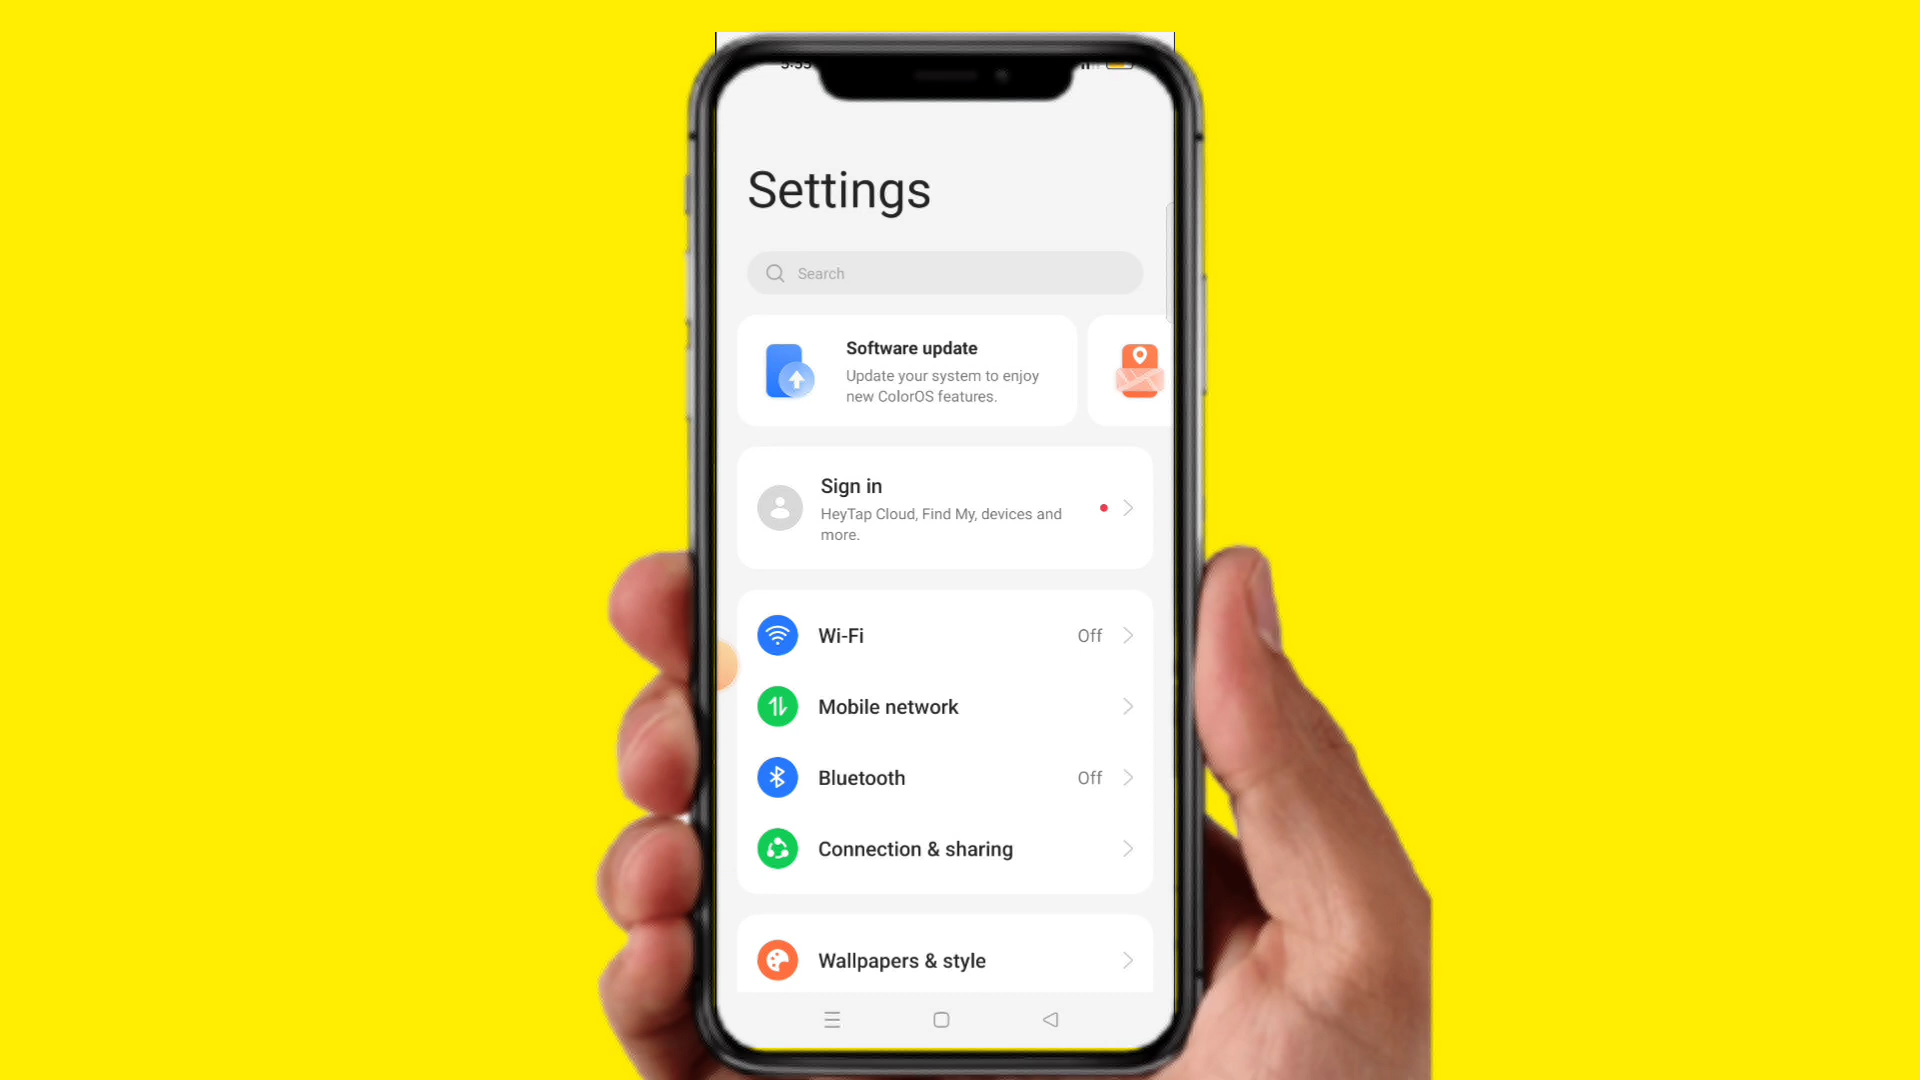 Settings
Search
Software update
Update your system to enjoy
new ColorOS features.
Sign in
HeyTap Cloud, Find My, devices and
more.
Wi-Fi
Off
Mobile network
Bluetooth
Off
Connection & sharing
Wallpapers & style